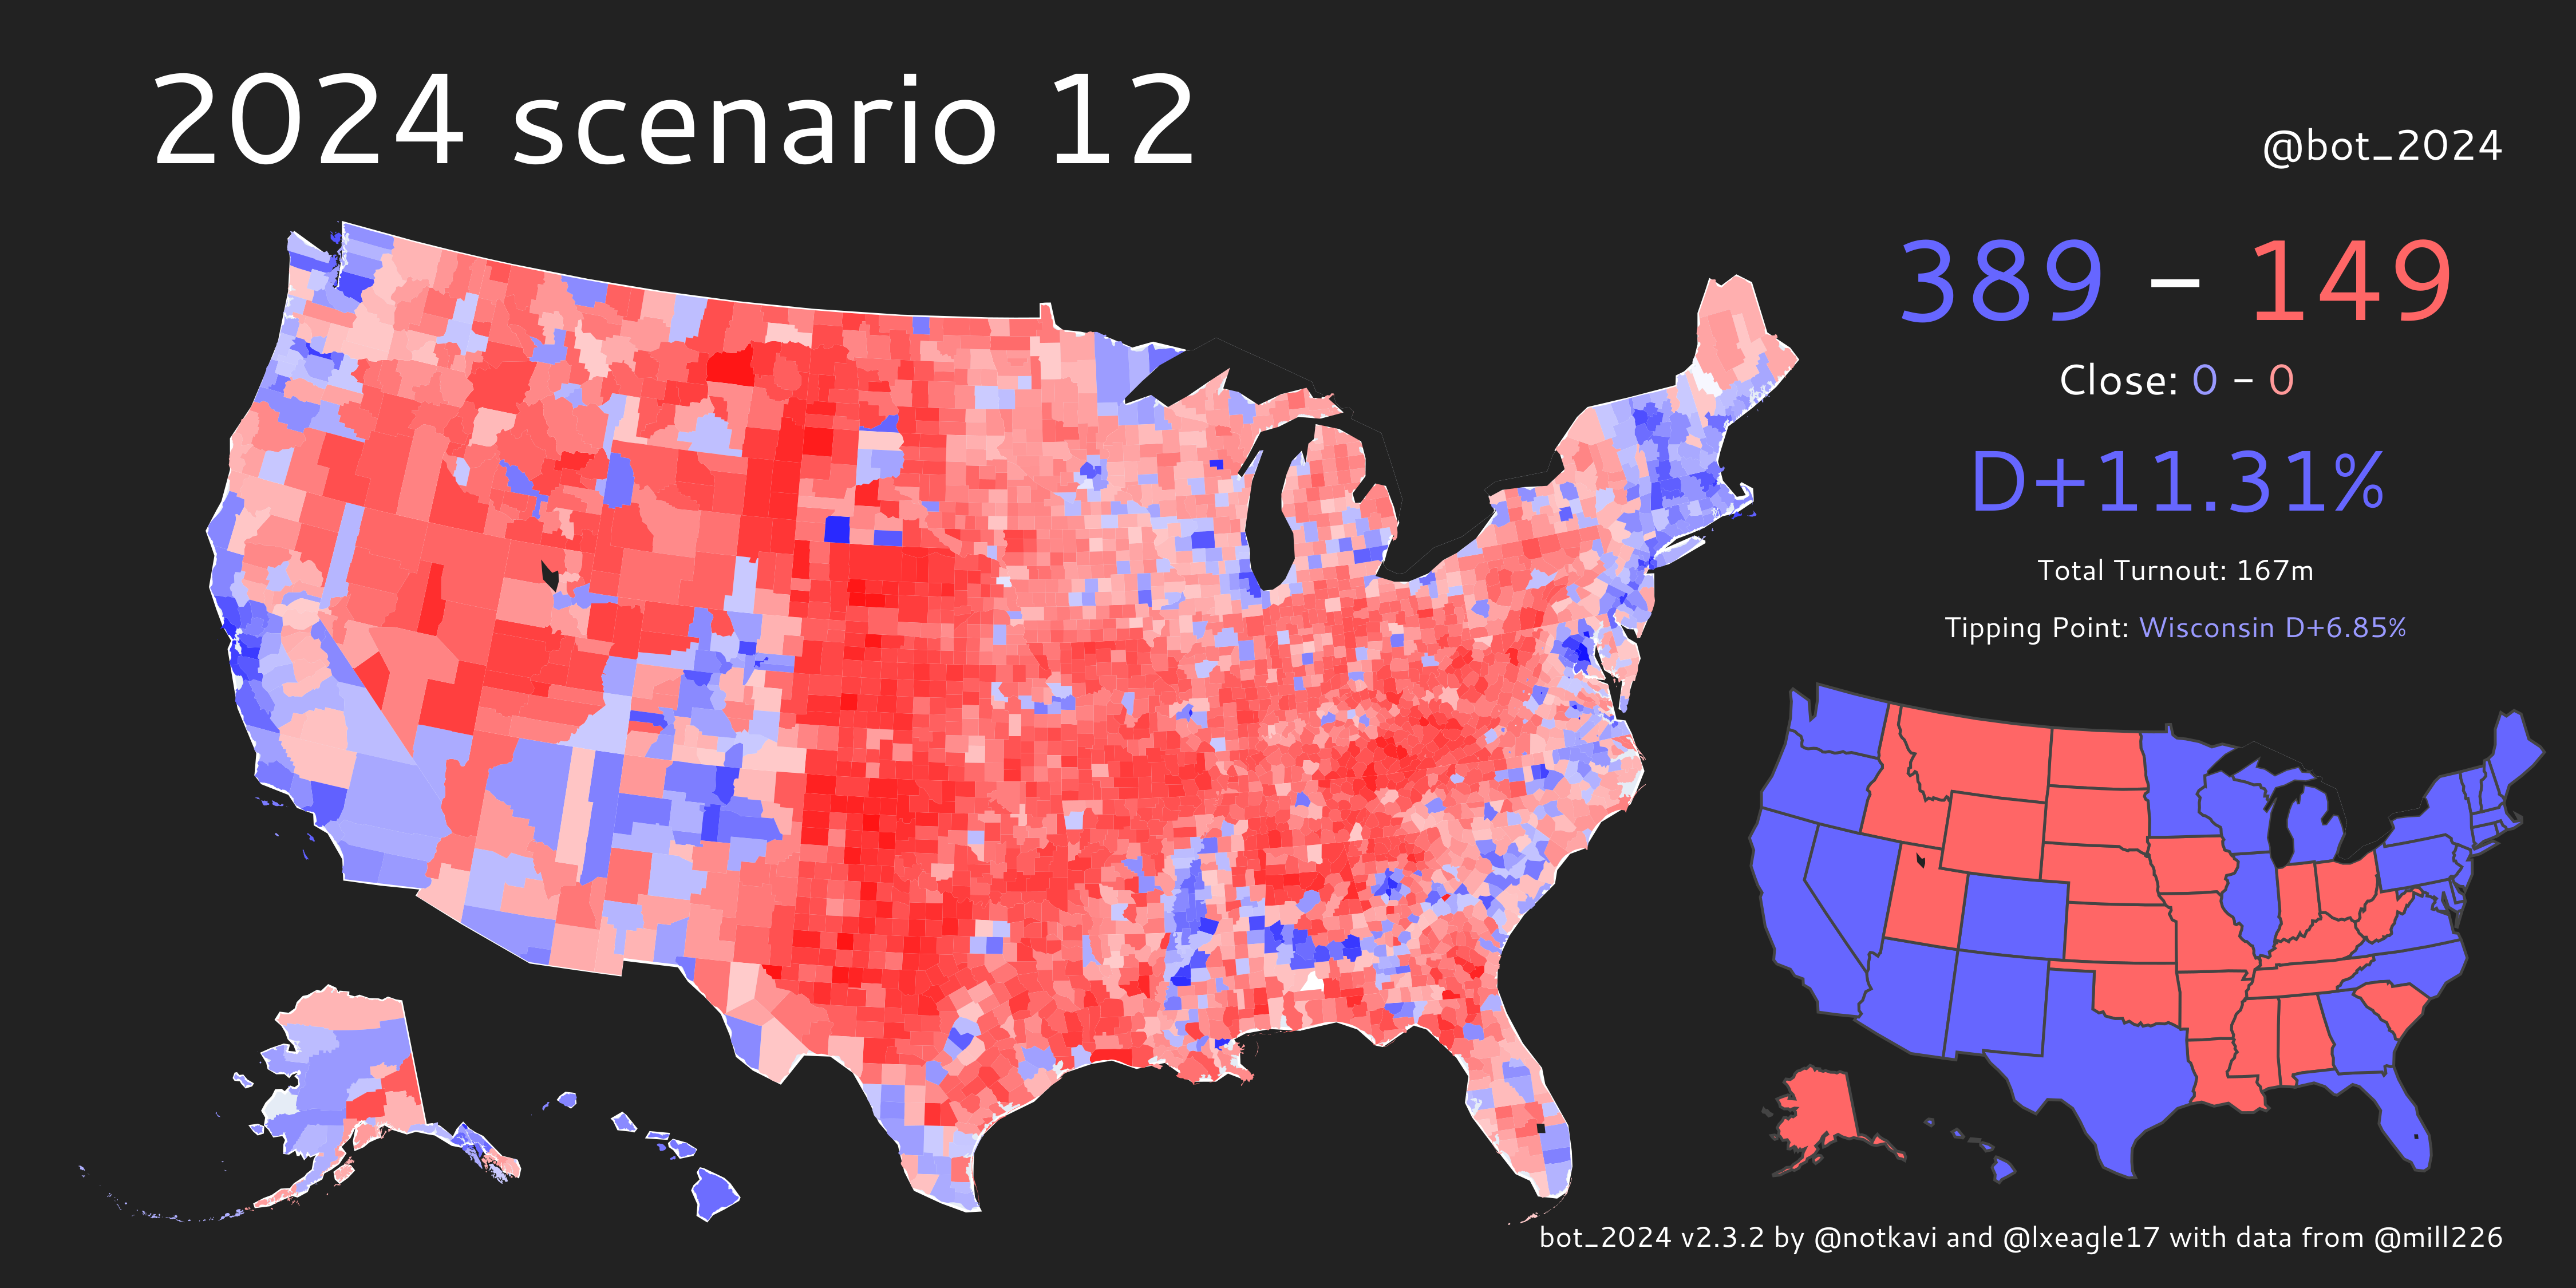 2024 scenario 12
@bot_2024
389 – 149
Close: 0 – 0
D+11.31%
Total Turnout: 167m
Tipping Point: Wisconsin D+6.85%
bot_2024 v2.3.2 by @notkavi and @lxeagle17 with data from @mill226